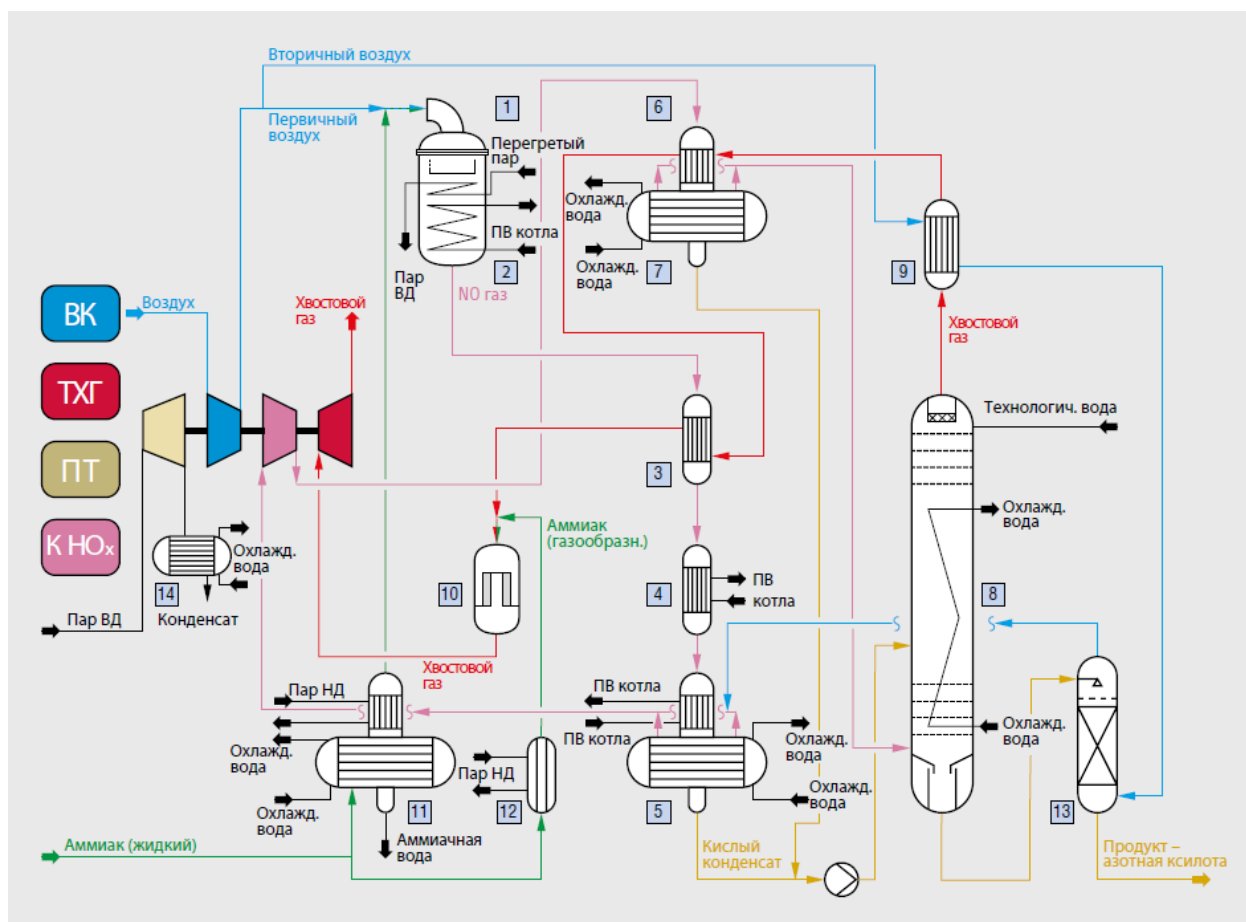 Вторичный воздух
Первичный
воздух
1
6
Перегретый
пар
Охлажд.
вода
ПВ котла
Пар
ВД
2
Охлажд.
вода
7
9
NO газ
ВК
Воздух
Хвостовой
газ
Хвостовой
газ
ТХГ
Технологич. вода
3
ПТ
Аммиак
(газообразн.)
Охлажд.
вода
К НОх
Охлажд.
вода
14
Конденсат
10
4
ПВ
котла
8
Пар ВД
Хвостовой
газ
Пар НД
ПВ котла
ПВ котла
Охлажд.
вода
Охлажд.
вода
Охлажд.
вода
Пар НД
Охлажд.
вода
Охлажд.
вода
11
12
5
13
Аммиак (жидкий)
Аммиачная
вода
Кислый
конденсат
Продукт –
азотная ксилота